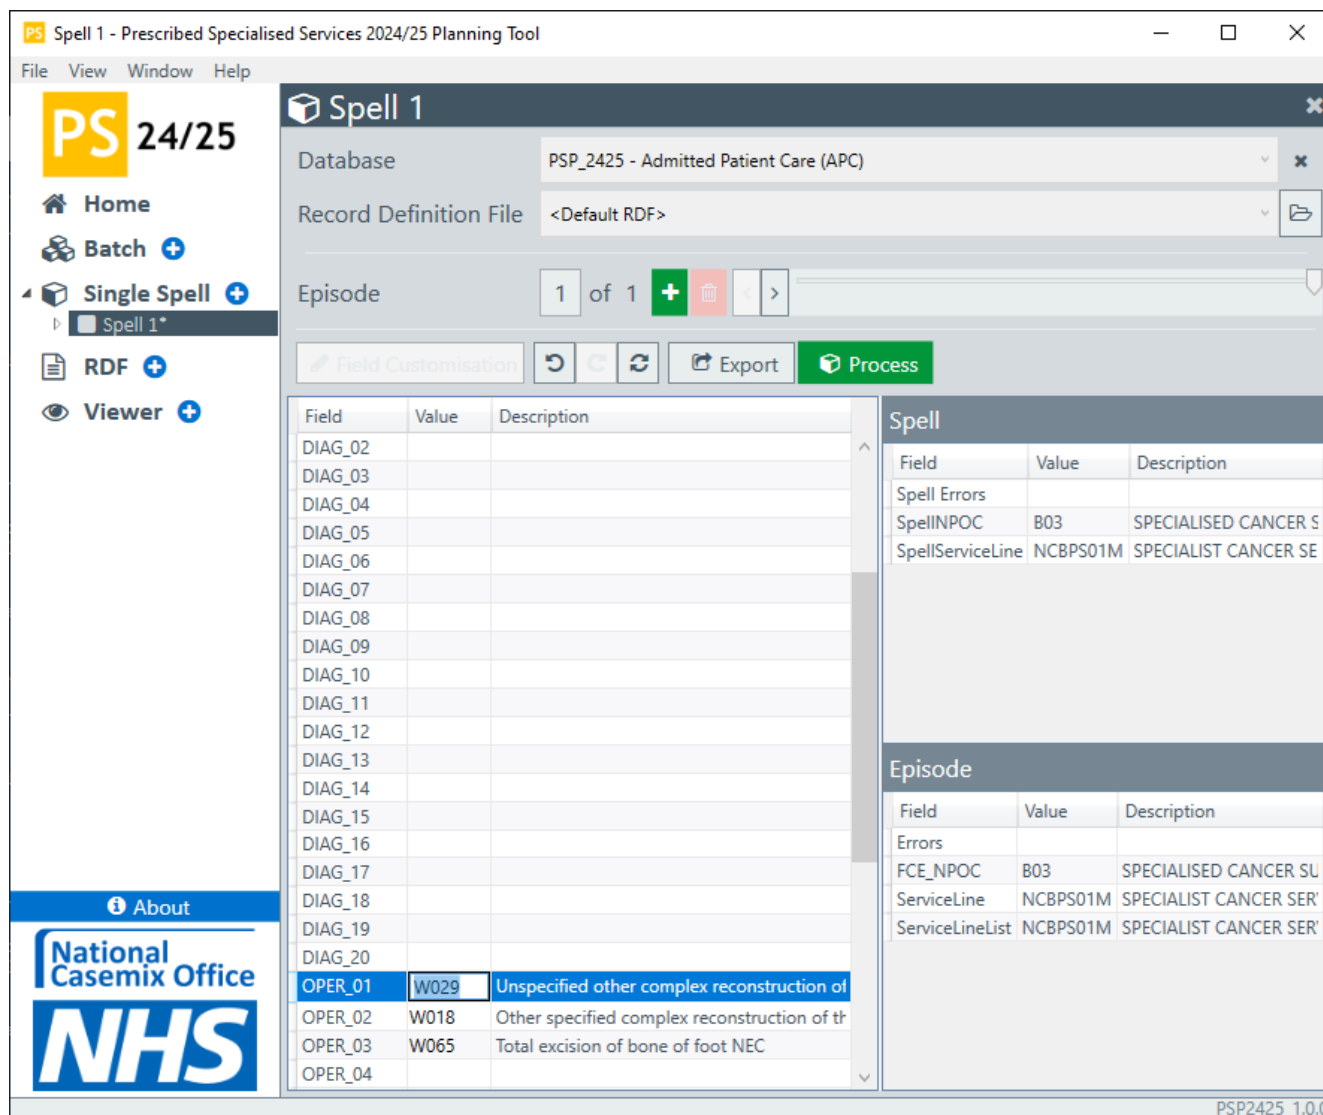 PS Spell 1 - Prescribed Specialised Services 2024/25 Planning Tool
File View Window Help
PS 24/25
Home
Batch
Single Spell
Spell 1*
RDF
Viewer
About
National
Casemix Office
NHS
Spell 1
Database PSP_2425 - Admitted Patient Care (APC)
Record Definition File <Default RDF>
Episode 1 of 1
Field Customisation Export Process
Field Value Description
DIAG_02
DIAG_03
DIAG_04
DIAG_05
DIAG_06
DIAG_07
DIAG_08
DIAG_09
DIAG_10
DIAG_11
DIAG_12
DIAG_13
DIAG_14
DIAG_15
DIAG_16
DIAG_17
DIAG_18
DIAG_19
DIAG_20
OPER_01 W029 Unspecified other complex reconstruction of
OPER_02 W018 Other specified complex reconstruction of th
OPER_03 W065 Total excision of bone of foot NEC
OPER_04
Spell
Field Value Description
Spell Errors
SpellNPOC B03 SPECIALISED CANCER S
SpellServiceLine NCBPS01M SPECIALIST CANCER SE
Episode
Field Value Description
Errors
FCE_NPOC B03 SPECIALISED CANCER SU
ServiceLine NCBPS01M SPECIALIST CANCER SER
ServiceLineList NCBPS01M SPECIALIST CANCER SER
PSP2425 1.0.0